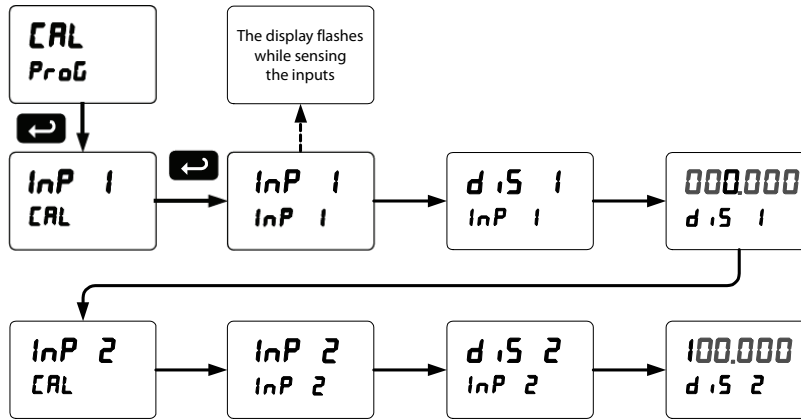 CAL
ProG
The display flashes
while sensing
the inputs
InP 1
CAL
InP 1
InP 1
diS 1
InP 1
000.000
diS 1
InP 2
CAL
InP 2
InP 2
diS 2
InP 2
100.000
diS 2